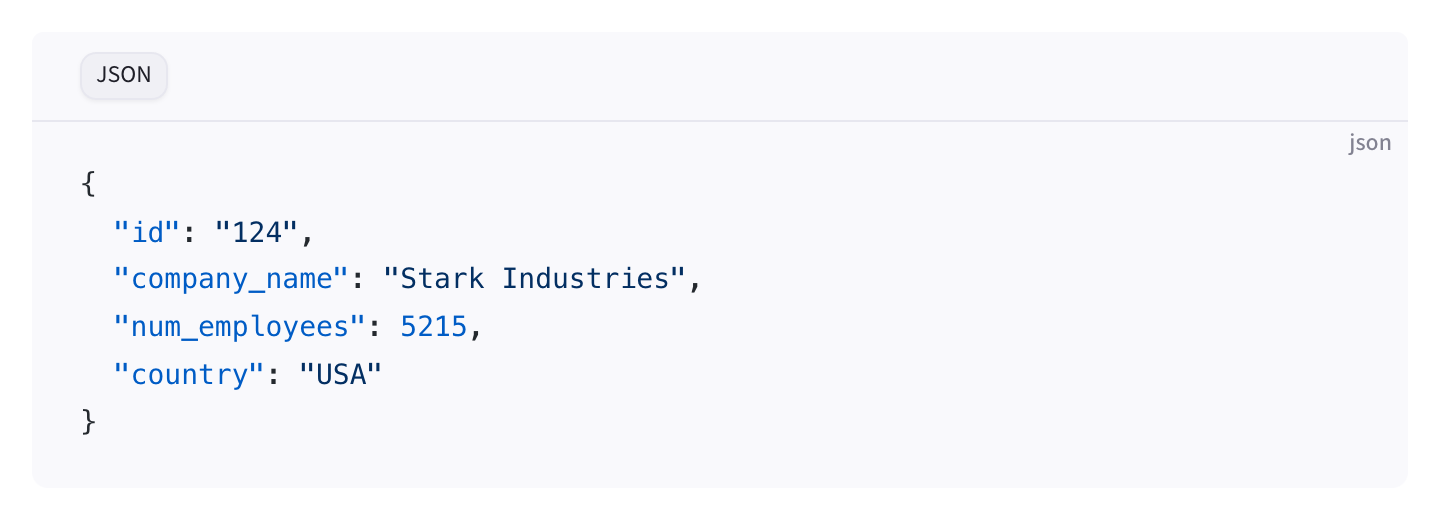 JSON
json
{
  "id": "124",
  "company_name": "Stark Industries",
  "num_employees": 5215,
  "country": "USA"
}